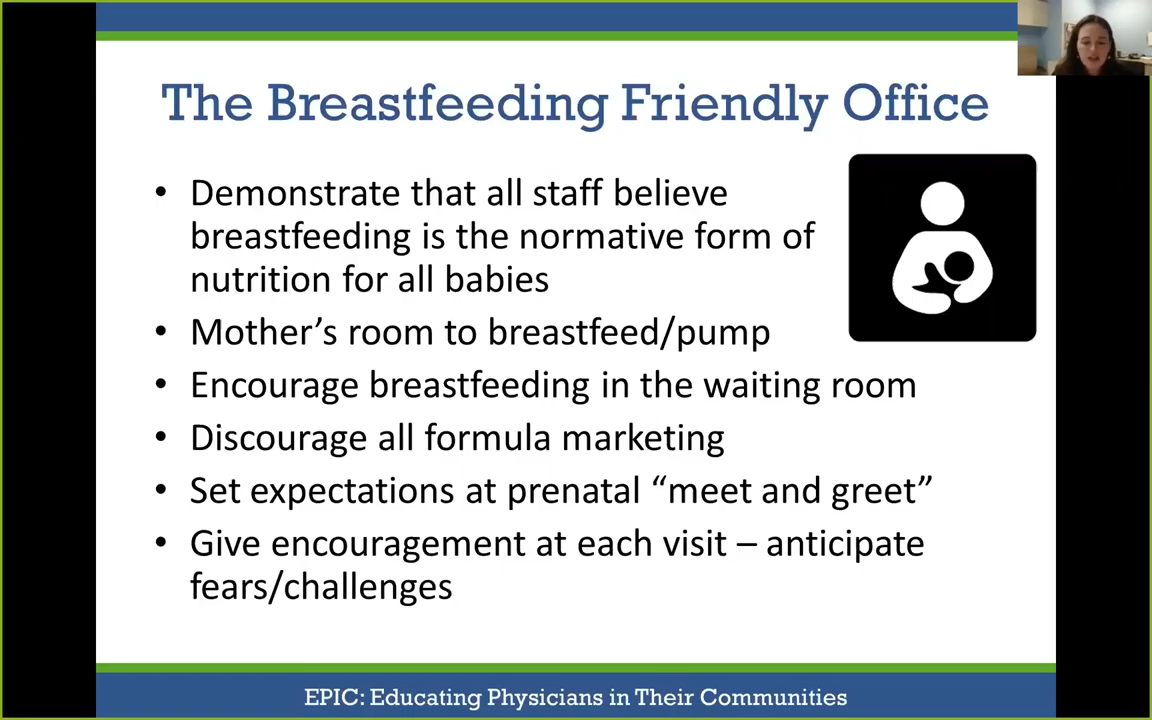 The Breastfeeding Friendly Office
• Demonstrate that all staff believe
breastfeeding is the normative form of
nutrition for all babies
• Mother’s room to breastfeed/pump
• Encourage breastfeeding in the waiting room
• Discourage all formula marketing
• Set expectations at prenatal “meet and greet”
• Give encouragement at each visit – anticipate
fears/challenges
EPIC: Educating Physicians in Their Communities